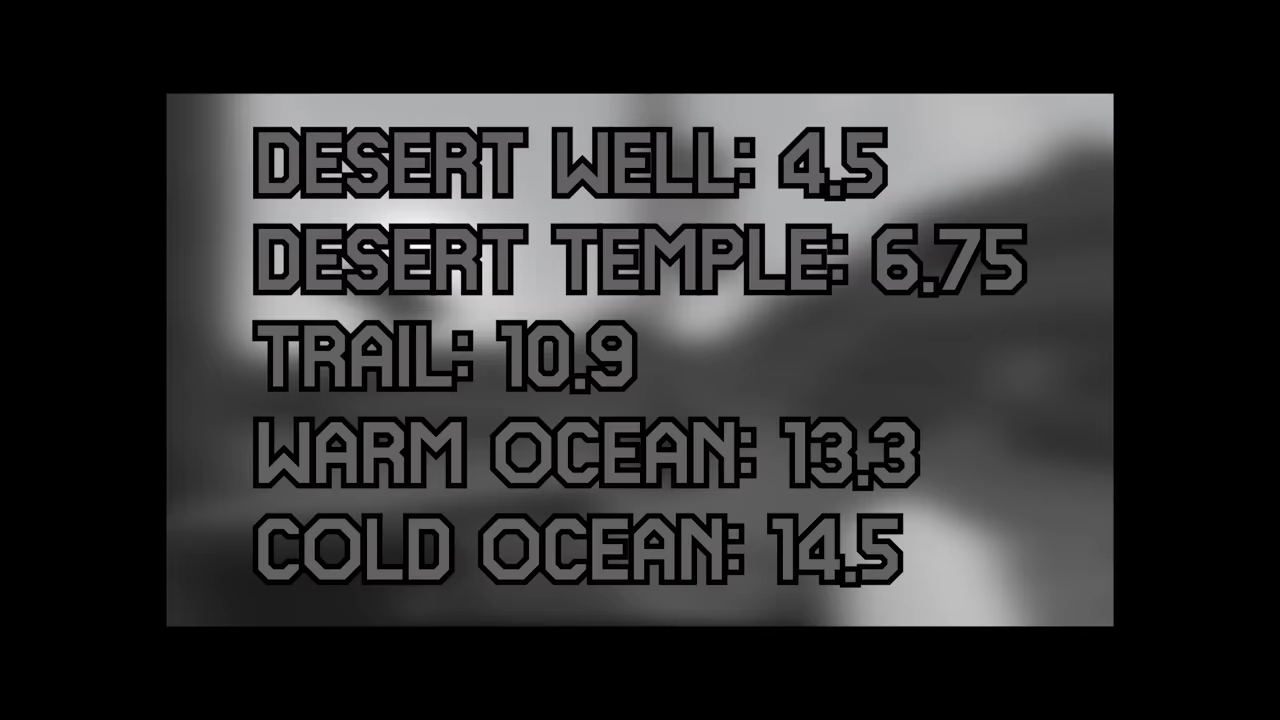 DESERT WELL: 4.5
DESERT TEMPLE: 6.75
TRAIL: 10.9
WARM OCEAN: 13.3
COLD OCEAN: 14.5